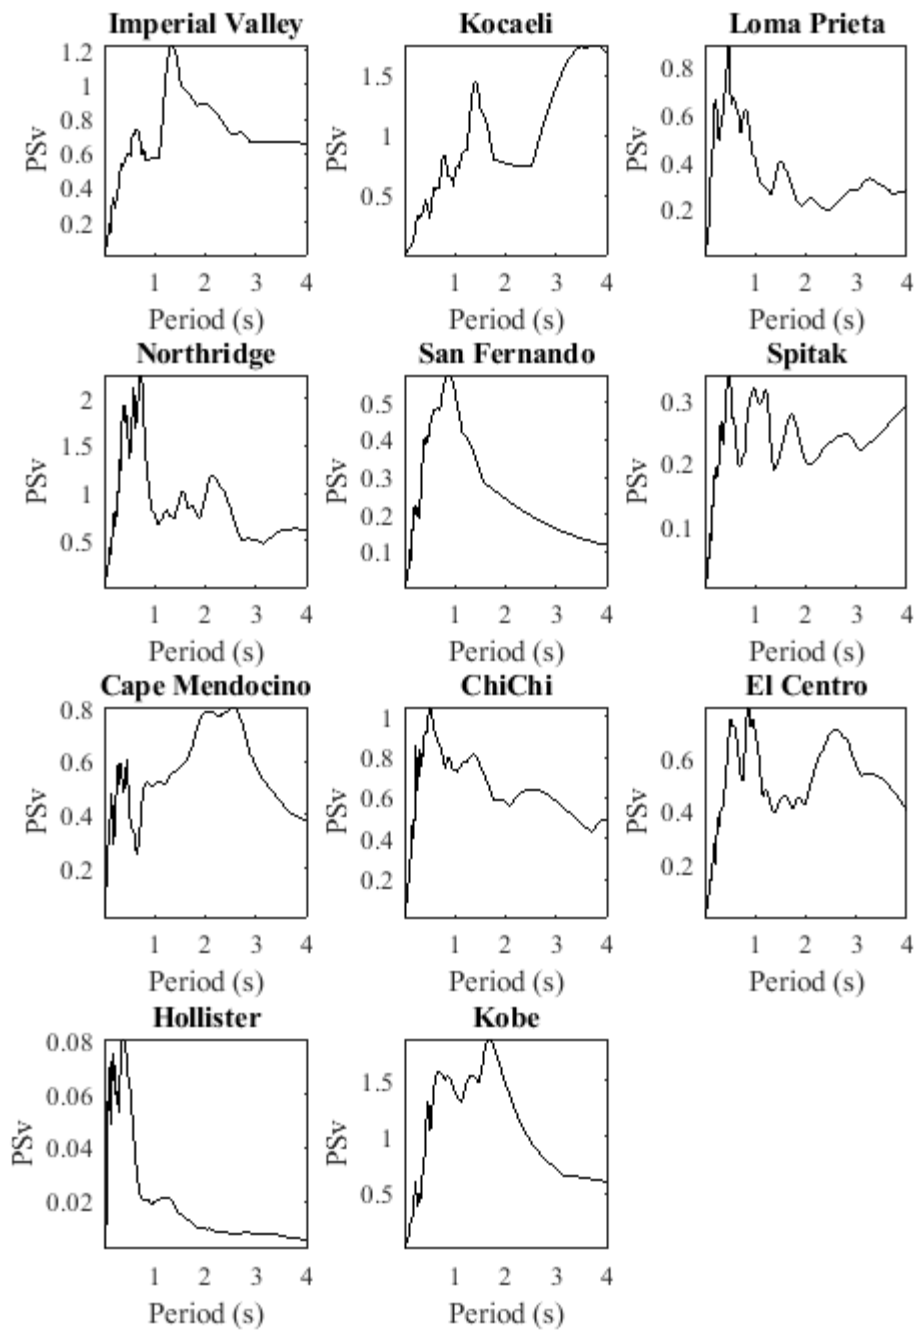 Imperial Valley
PSv
1.2
1
0.8
0.6
0.4
0.2
1 2 3 4
Period (s)
Kocaeli
PSv
1.5
1
0.5
1 2 3 4
Period (s)
Loma Prieta
PSv
0.8
0.6
0.4
0.2
1 2 3 4
Period (s)
Northridge
PSv
2
1.5
1
0.5
1 2 3 4
Period (s)
San Fernando
PSv
0.5
0.4
0.3
0.2
0.1
1 2 3 4
Period (s)
Spitak
PSv
0.3
0.2
0.1
1 2 3 4
Period (s)
Cape Mendocino
PSv
0.8
0.6
0.4
0.2
1 2 3 4
Period (s)
ChiChi
PSv
1
0.8
0.6
0.4
0.2
1 2 3 4
Period (s)
El Centro
PSv
0.6
0.4
0.2
1 2 3 4
Period (s)
Hollister
PSv
0.08
0.06
0.04
0.02
1 2 3 4
Period (s)
Kobe
PSv
1.5
1
0.5
1 2 3 4
Period (s)